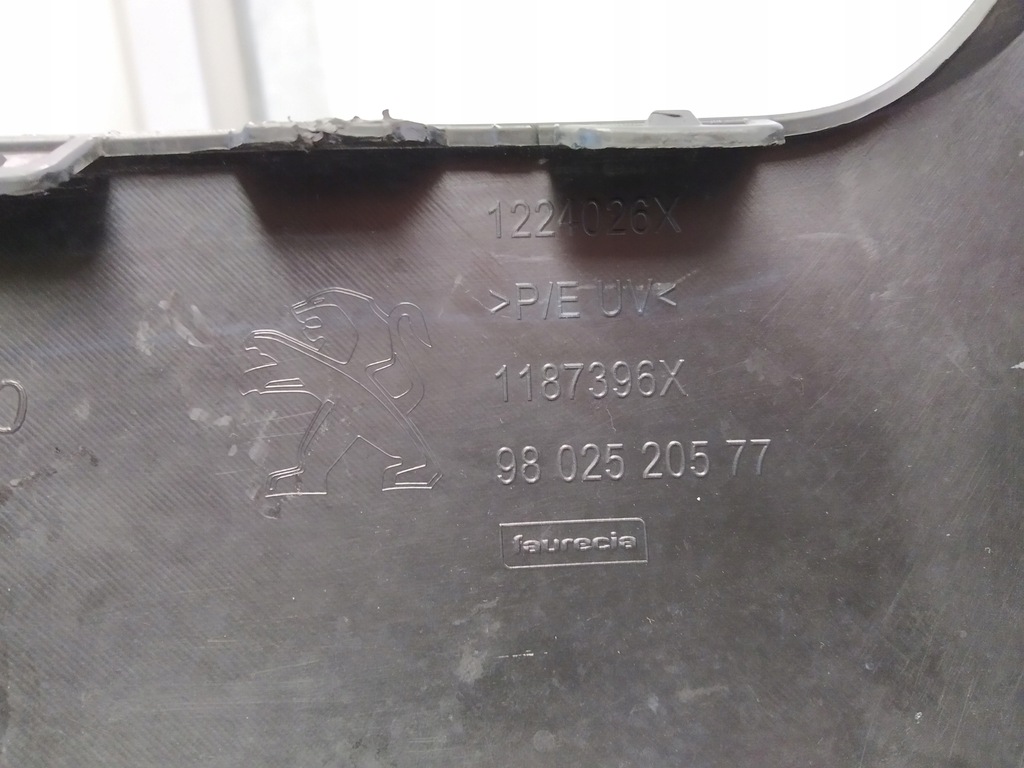 1224026X
>P/E UV<
1187396X
98 025 205 77
faurecia